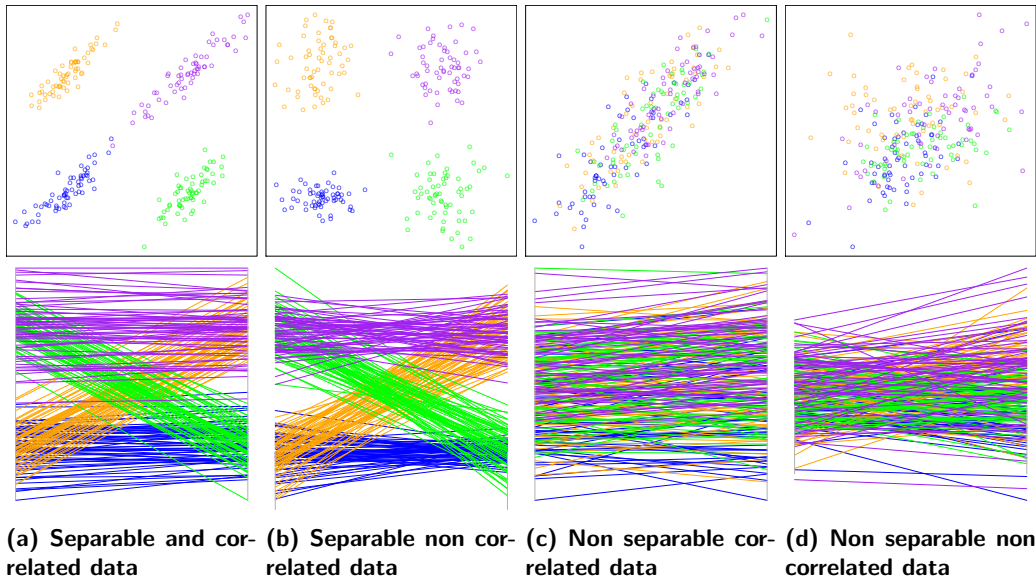 (a) Separable and cor-
related data
(b) Separable non cor-
related data
(c) Non separable cor-
related data
(d) Non separable non
correlated data